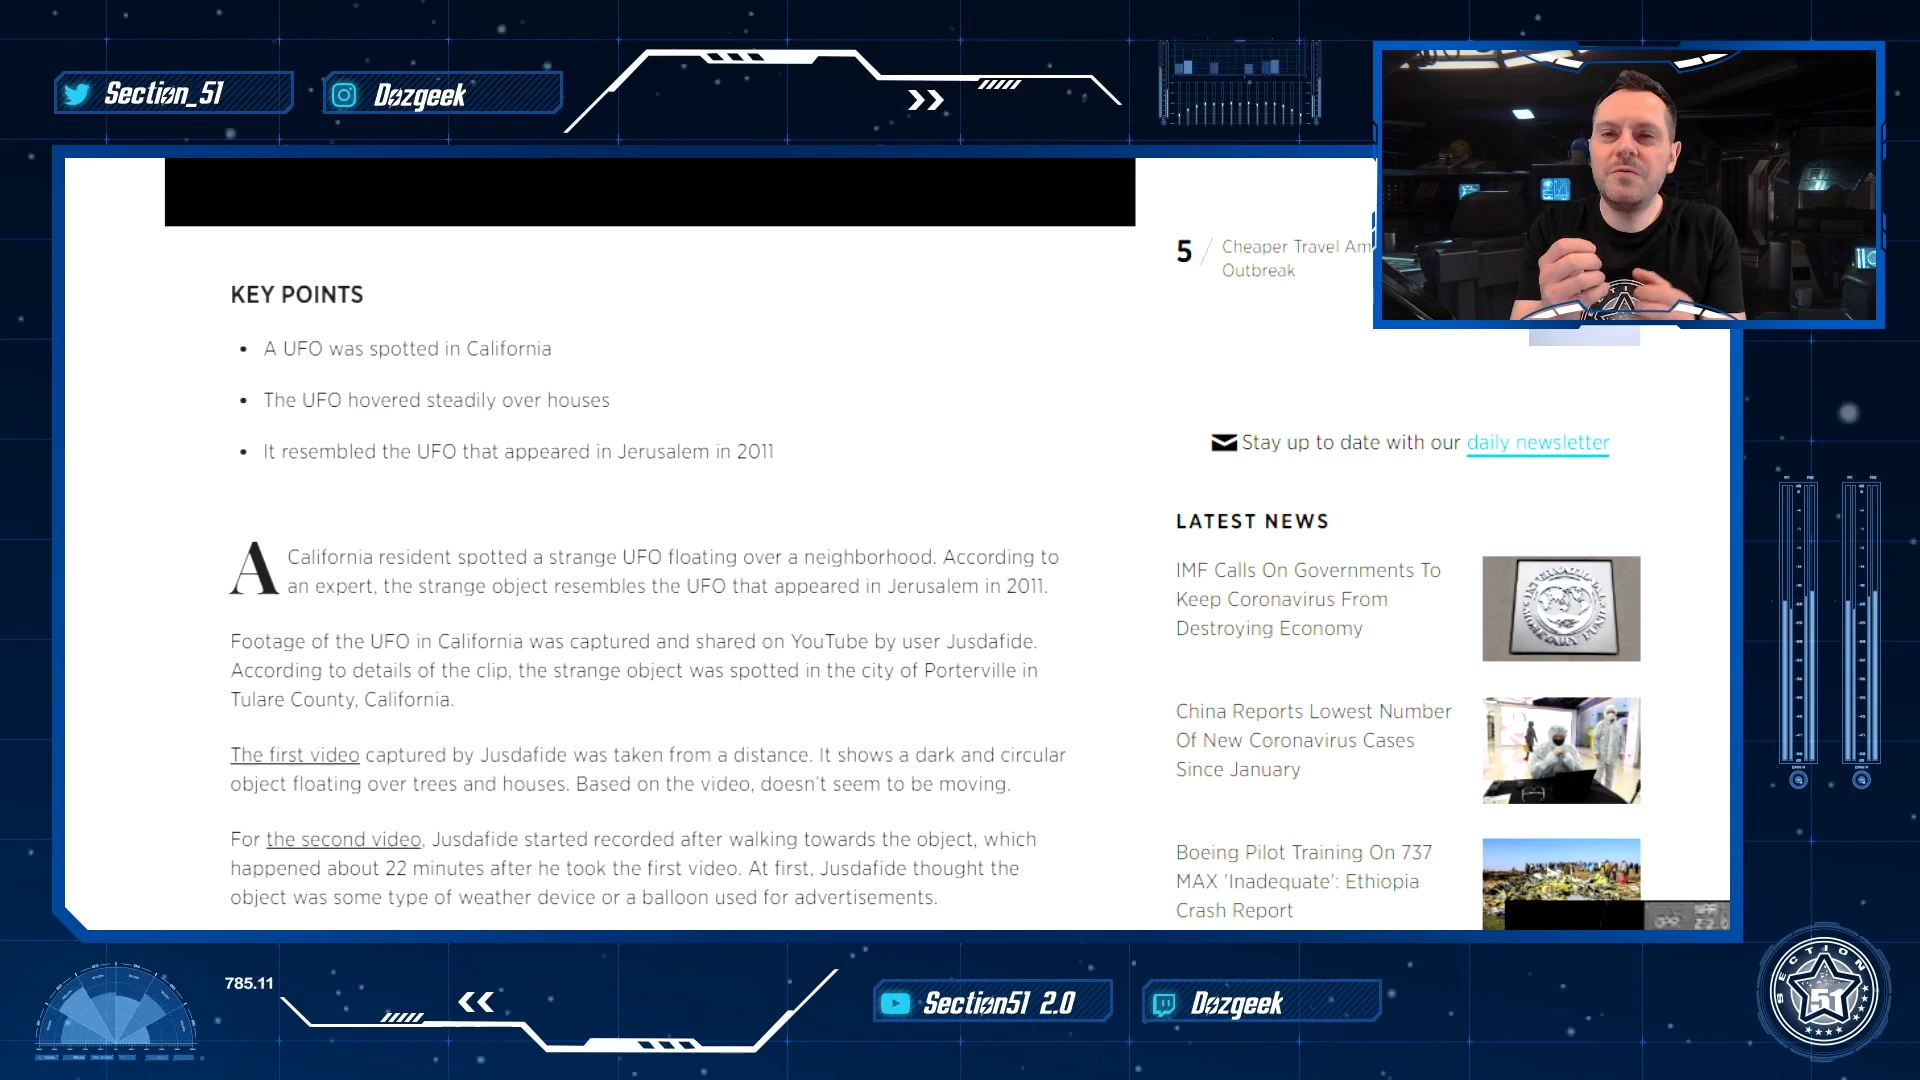 Section_51
Dozgeek
KEY POINTS
• A UFO was spotted in California
• The UFO hovered steadily over houses
• It resembled the UFO that appeared in Jerusalem in 2011
A California resident spotted a strange UFO floating over a neighborhood. According to
an expert, the strange object resembles the UFO that appeared in Jerusalem in 2011.
Footage of the UFO in California was captured and shared on YouTube by user Jusdafide.
According to details of the clip, the strange object was spotted in the city of Porterville in
Tulare County, California.
The first video captured by Jusdafide was taken from a distance. It shows a dark and circular
object floating over trees and houses. Based on the video, doesn't seem to be moving.
For the second video, Jusdafide started recorded after walking towards the object, which
happened about 22 minutes after he took the first video. At first, Jusdafide thought the
object was some type of weather device or a balloon used for advertisements.
5 / Cheaper Travel Am
Outbreak
Stay up to date with our daily newsletter
LATEST NEWS
IMF Calls On Governments To
Keep Coronavirus From
Destroying Economy
INTERNATIONAL MONETARY FUND
China Reports Lowest Number
Of New Coronavirus Cases
Since January
Boeing Pilot Training On 737
MAX 'Inadequate': Ethiopia
Crash Report
785.11
Section51 2.0
Dozgeek
SECTION
51